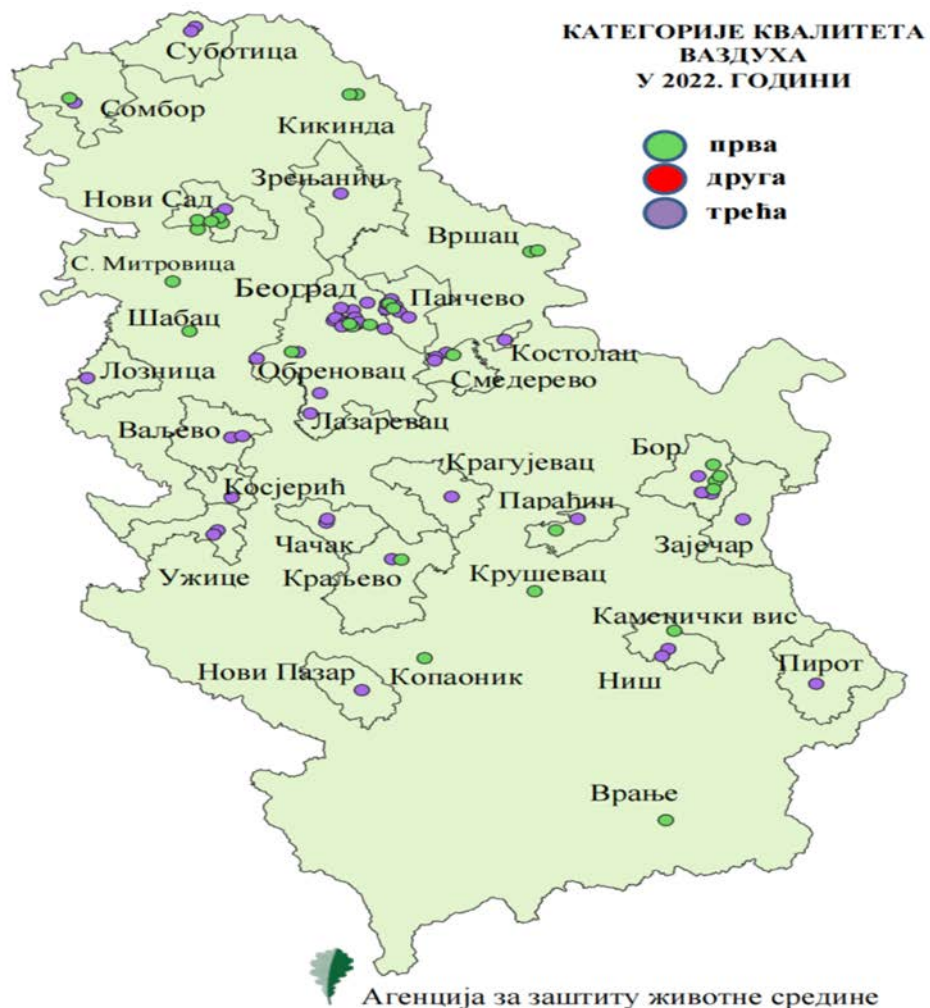 КАТЕГОРИЈЕ КВАЛИТЕТА
ВАЗДУХА
У 2022. ГОДИНИ
прва
друга
трећа
Суботица
Сомбор
Кикинда
Зрењанин
Нови Сад
Вршац
С. Митровица
Београд
Панчево
Шабац
Костолац
Лозница
Обреновац
Смедерево
Лазаревац
Ваљево
Бор
Крагујевац
Косјерић
Параћин
Чачак
Зајечар
Ужице
Краљево
Крушевац
Каменички вис
Нови Пазар
Копаоник
Ниш
Пирот
Врање
Агенција за заштиту животне средине